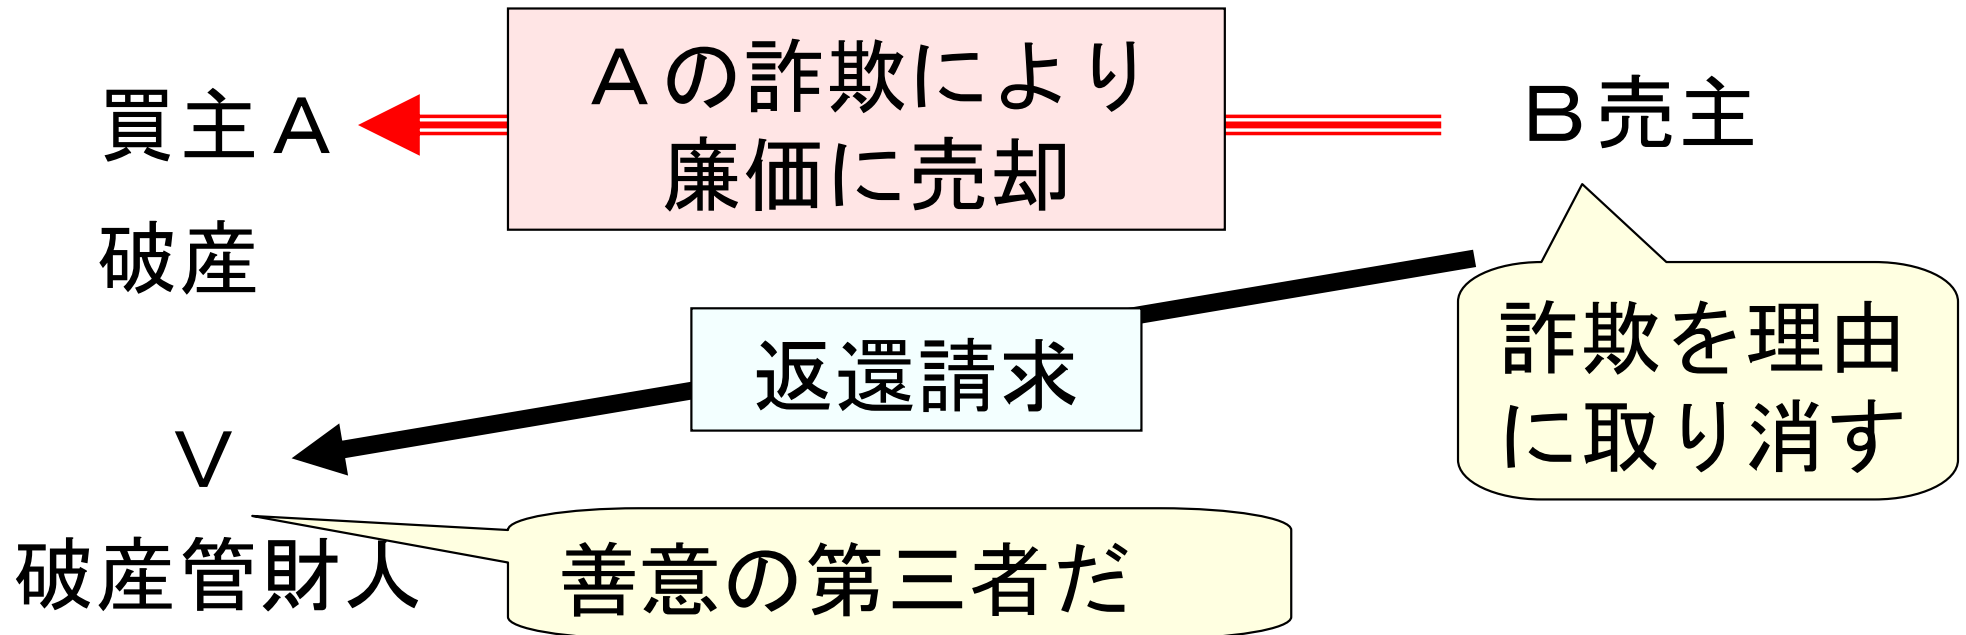 Aの詐欺により
廉価に売却
買主A
B売主
破産
詐欺を理由
に取り消す
返還請求
V
破産管財人
善意の第三者だ